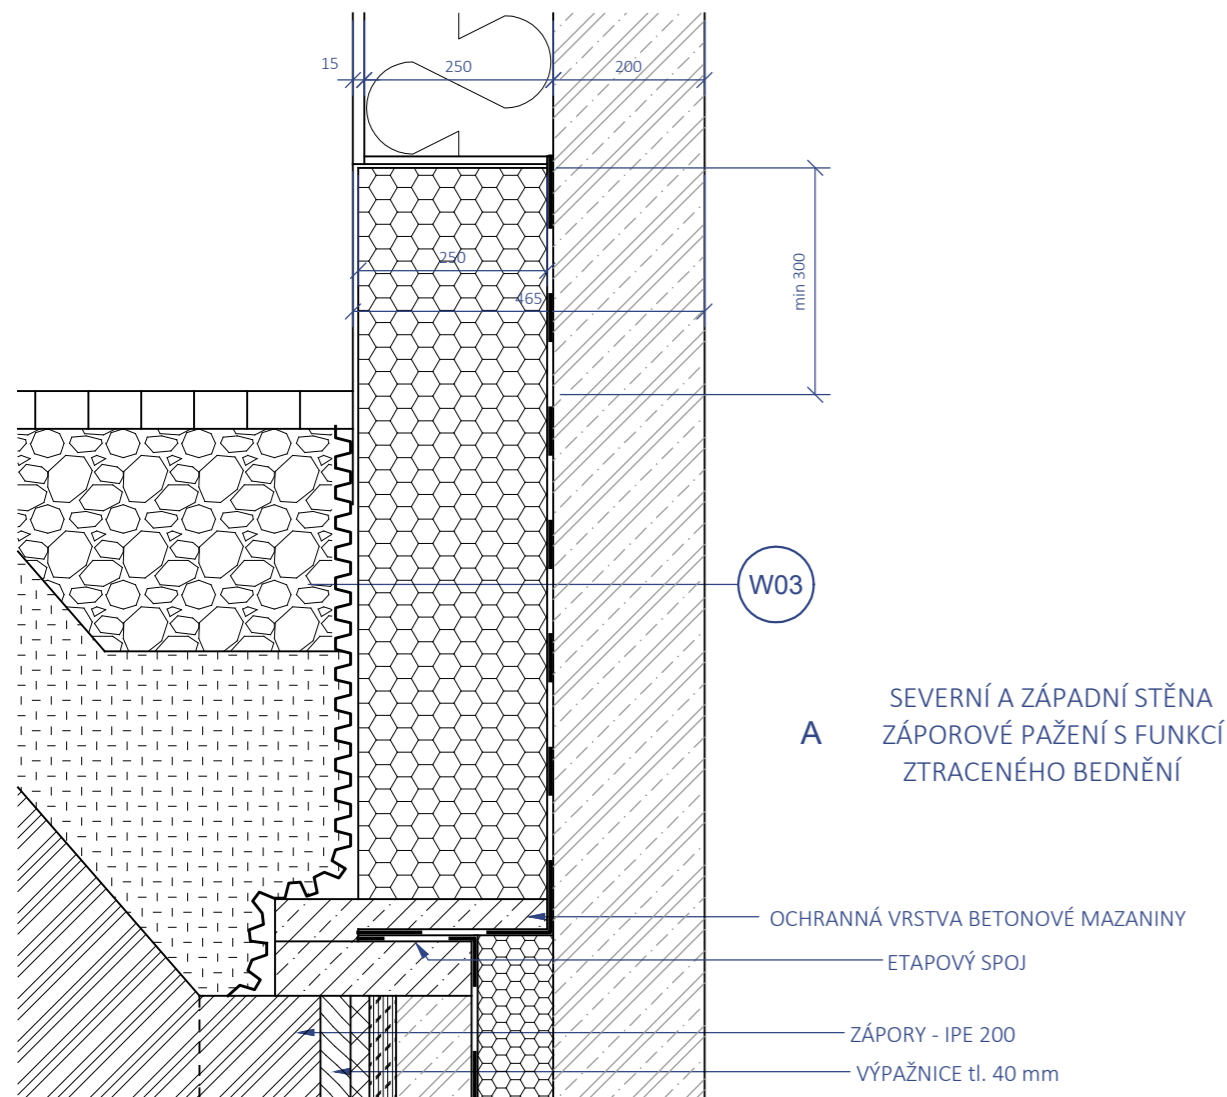 15
250
200
250
465
min 300
W03
A
SEVERNÍ A ZÁPADNÍ STĚNA
ZÁPOROVÉ PAŽENÍ S FUNKCÍ
ZTRACENÉHO BEDNĚNÍ
OCHRANNÁ VRSTVA BETONOVÉ MAZANINY
ETAPOVÝ SPOJ
ZÁPORY - IPE 200
VÝPAŽNICE tl. 40 mm